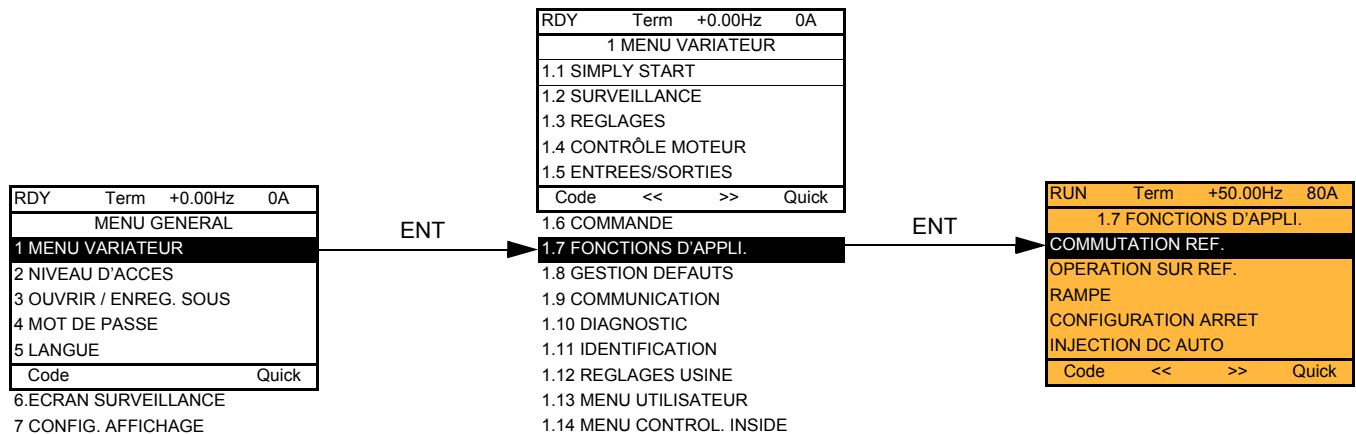 RDY Term +0.00Hz 0A
MENU GENERAL
1 MENU VARIATEUR
2 NIVEAU D'ACCES
3 OUVRIR / ENREG. SOUS
4 MOT DE PASSE
5 LANGUE
Code Quick
6.ECRAN SURVEILLANCE
7 CONFIG. AFFICHAGE
ENT
RDY Term +0.00Hz 0A
1 MENU VARIATEUR
1.1 SIMPLY START
1.2 SURVEILLANCE
1.3 REGLAGES
1.4 CONTRÔLE MOTEUR
1.5 ENTREES/SORTIES
Code << >> Quick
1.6 COMMANDE
1.7 FONCTIONS D'APPLI.
1.8 GESTION DEFAUTS
1.9 COMMUNICATION
1.10 DIAGNOSTIC
1.11 IDENTIFICATION
1.12 REGLAGES USINE
1.13 MENU UTILISATEUR
1.14 MENU CONTROL. INSIDE
ENT
RUN Term +50.00Hz 80A
1.7 FONCTIONS D'APPLI.
COMMUTATION REF.
OPERATION SUR REF.
RAMPE
CONFIGURATION ARRET
INJECTION DC AUTO
Code << >> Quick